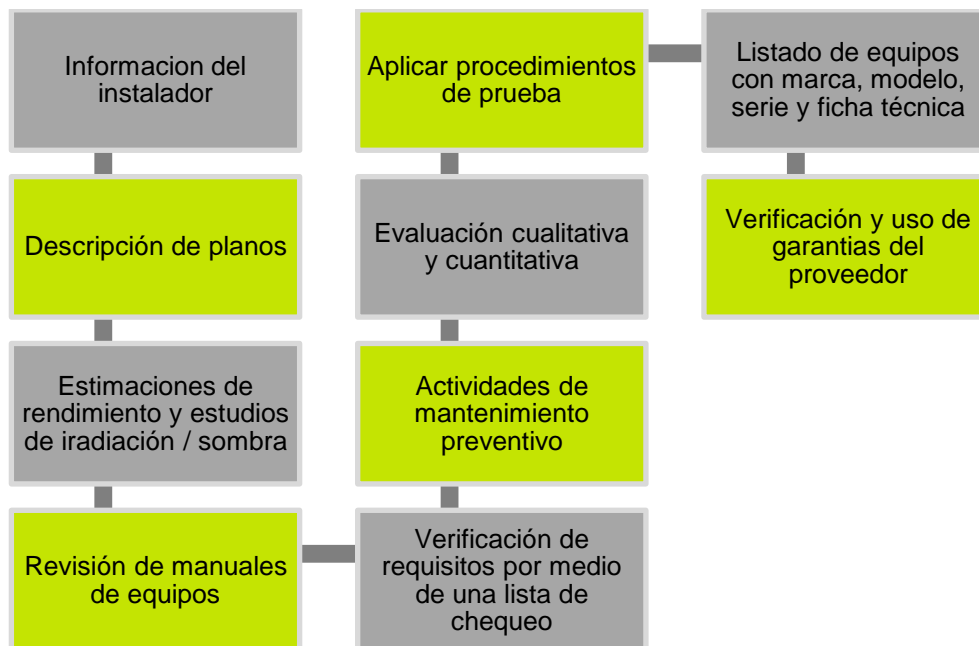 Informacion del
instalador
Descripción de planos
Estimaciones de
rendimiento y estudios
de iradiación / sombra
Revisión de manuales
de equipos
Verificación de
requisitos por medio
de una lista de
chequeo
Actividades de
mantenimiento
preventivo
Evaluación cualitativa
y cuantitativa
Aplicar procedimientos
de prueba
Listado de equipos
con marca, modelo,
serie y ficha técnica
Verificación y uso de
garantias del
proveedor